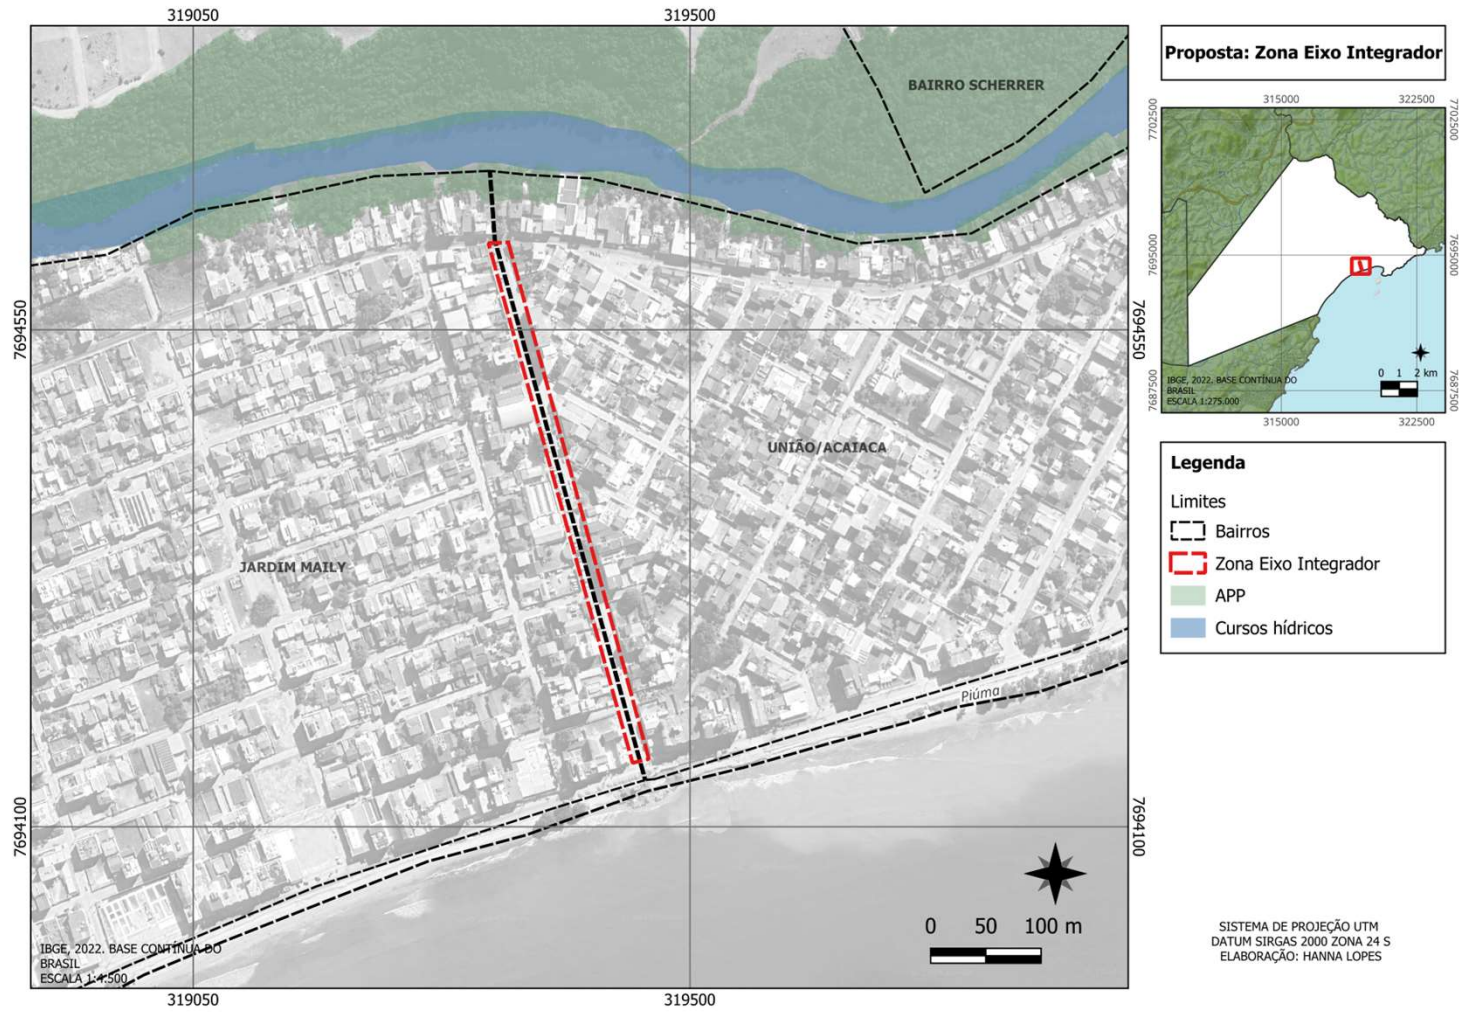 319050
319500
BAIRRO SCHERRER
7694550
7694550
UNIÃO/ACAIACA
JARDIM MAILY
Piúma
7694100
7694100
0 50 100 m
IBGE, 2022. BASE CONTÍNUA DO
BRASIL
ESCALA 1:4.500
319050
319500
Proposta: Zona Eixo Integrador
315000
322500
7702500
7702500
7695000
7695000
0 1 2 km
IBGE, 2022. BASE CONTÍNUA DO
BRASIL
ESCALA 1:275.000
7687500
7687500
315000
322500
Legenda
Limites
Bairros
Zona Eixo Integrador
APP
Cursos hídricos
SISTEMA DE PROJEÇÃO UTM
DATUM SIRGAS 2000 ZONA 24 S
ELABORAÇÃO: HANNA LOPES